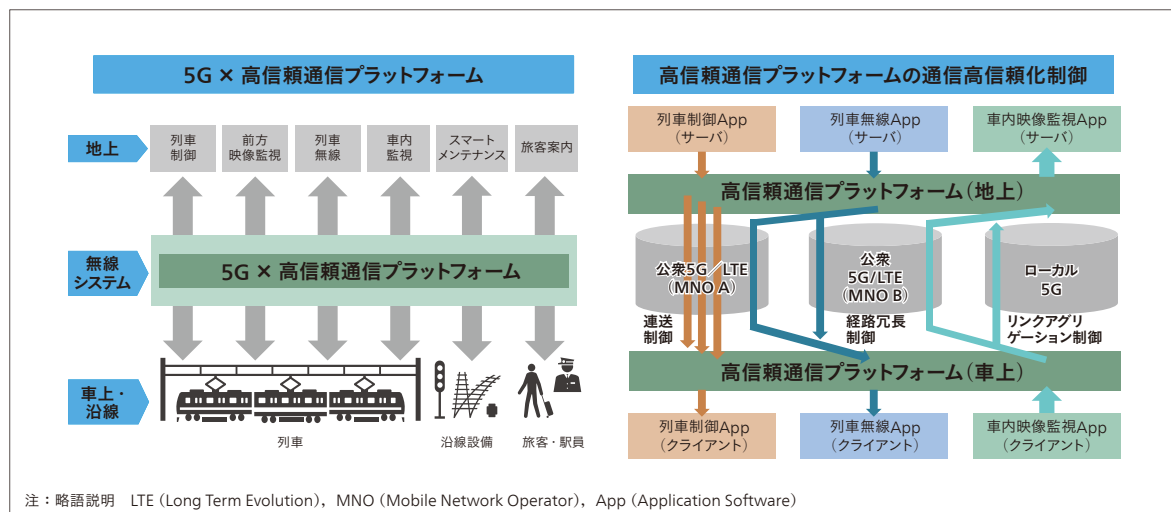 5G × 高信頼通信プラットフォーム
地上
列車
制御
前方
映像監視
列車
無線
車内
監視
スマート
メンテナンス
旅客案内
無線
システム
5G × 高信頼通信プラットフォーム
車上・
沿線
列車
沿線設備
旅客・駅員
高信頼通信プラットフォームの通信高信頼化制御
列車制御App
(サーバ)
列車無線App
(サーバ)
車内映像監視App
(サーバ)
高信頼通信プラットフォーム(地上)
公衆5G/LTE
(MNO A)
公衆
5G/LTE
(MNO B)
ローカル
5G
連送
制御
経路冗長
制御
リンクアグリ
ゲーション制御
高信頼通信プラットフォーム(車上)
列車制御App
(クライアント)
列車無線App
(クライアント)
車内映像監視App
(クライアント)
注:略語説明 LTE(Long Term Evolution),MNO(Mobile Network Operator),App(Application Software)